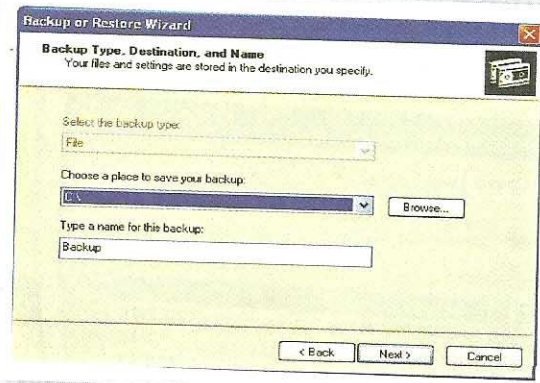 Backup or Restore Wizard
Backup Type, Destination, and Name
Your files and settings are stored in the destination you specify.
Select the backup type:
File
Choose a place to save your backup:
C:\
Browse...
Type a name for this backup:
Backup
< Back
Next >
Cancel